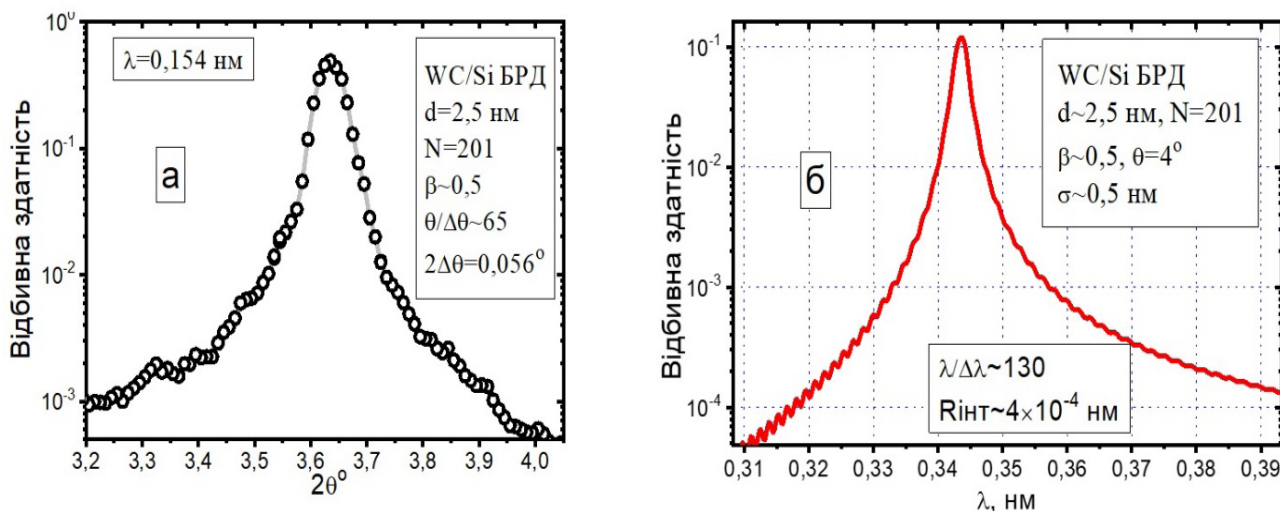 Відбивна здатність
10⁰
10⁻¹
10⁻²
10⁻³
λ=0,154 нм
WC/Si БРД
d=2,5 нм
N=201
β~0,5
θ/Δθ~65
2Δθ=0,056°
а
3,2 3,3 3,4 3,5 3,6 3,7 3,8 3,9 4,0
2θ°
Відбивна здатність
10⁻¹
10⁻²
10⁻³
10⁻⁴
WC/Si БРД
d~2,5 нм, N=201
β~0,5, θ=4°
σ~0,5 нм
б
λ/Δλ~130
Rінт~4×10⁻⁴ нм
0,31 0,32 0,33 0,34 0,35 0,36 0,37 0,38 0,39
λ, нм